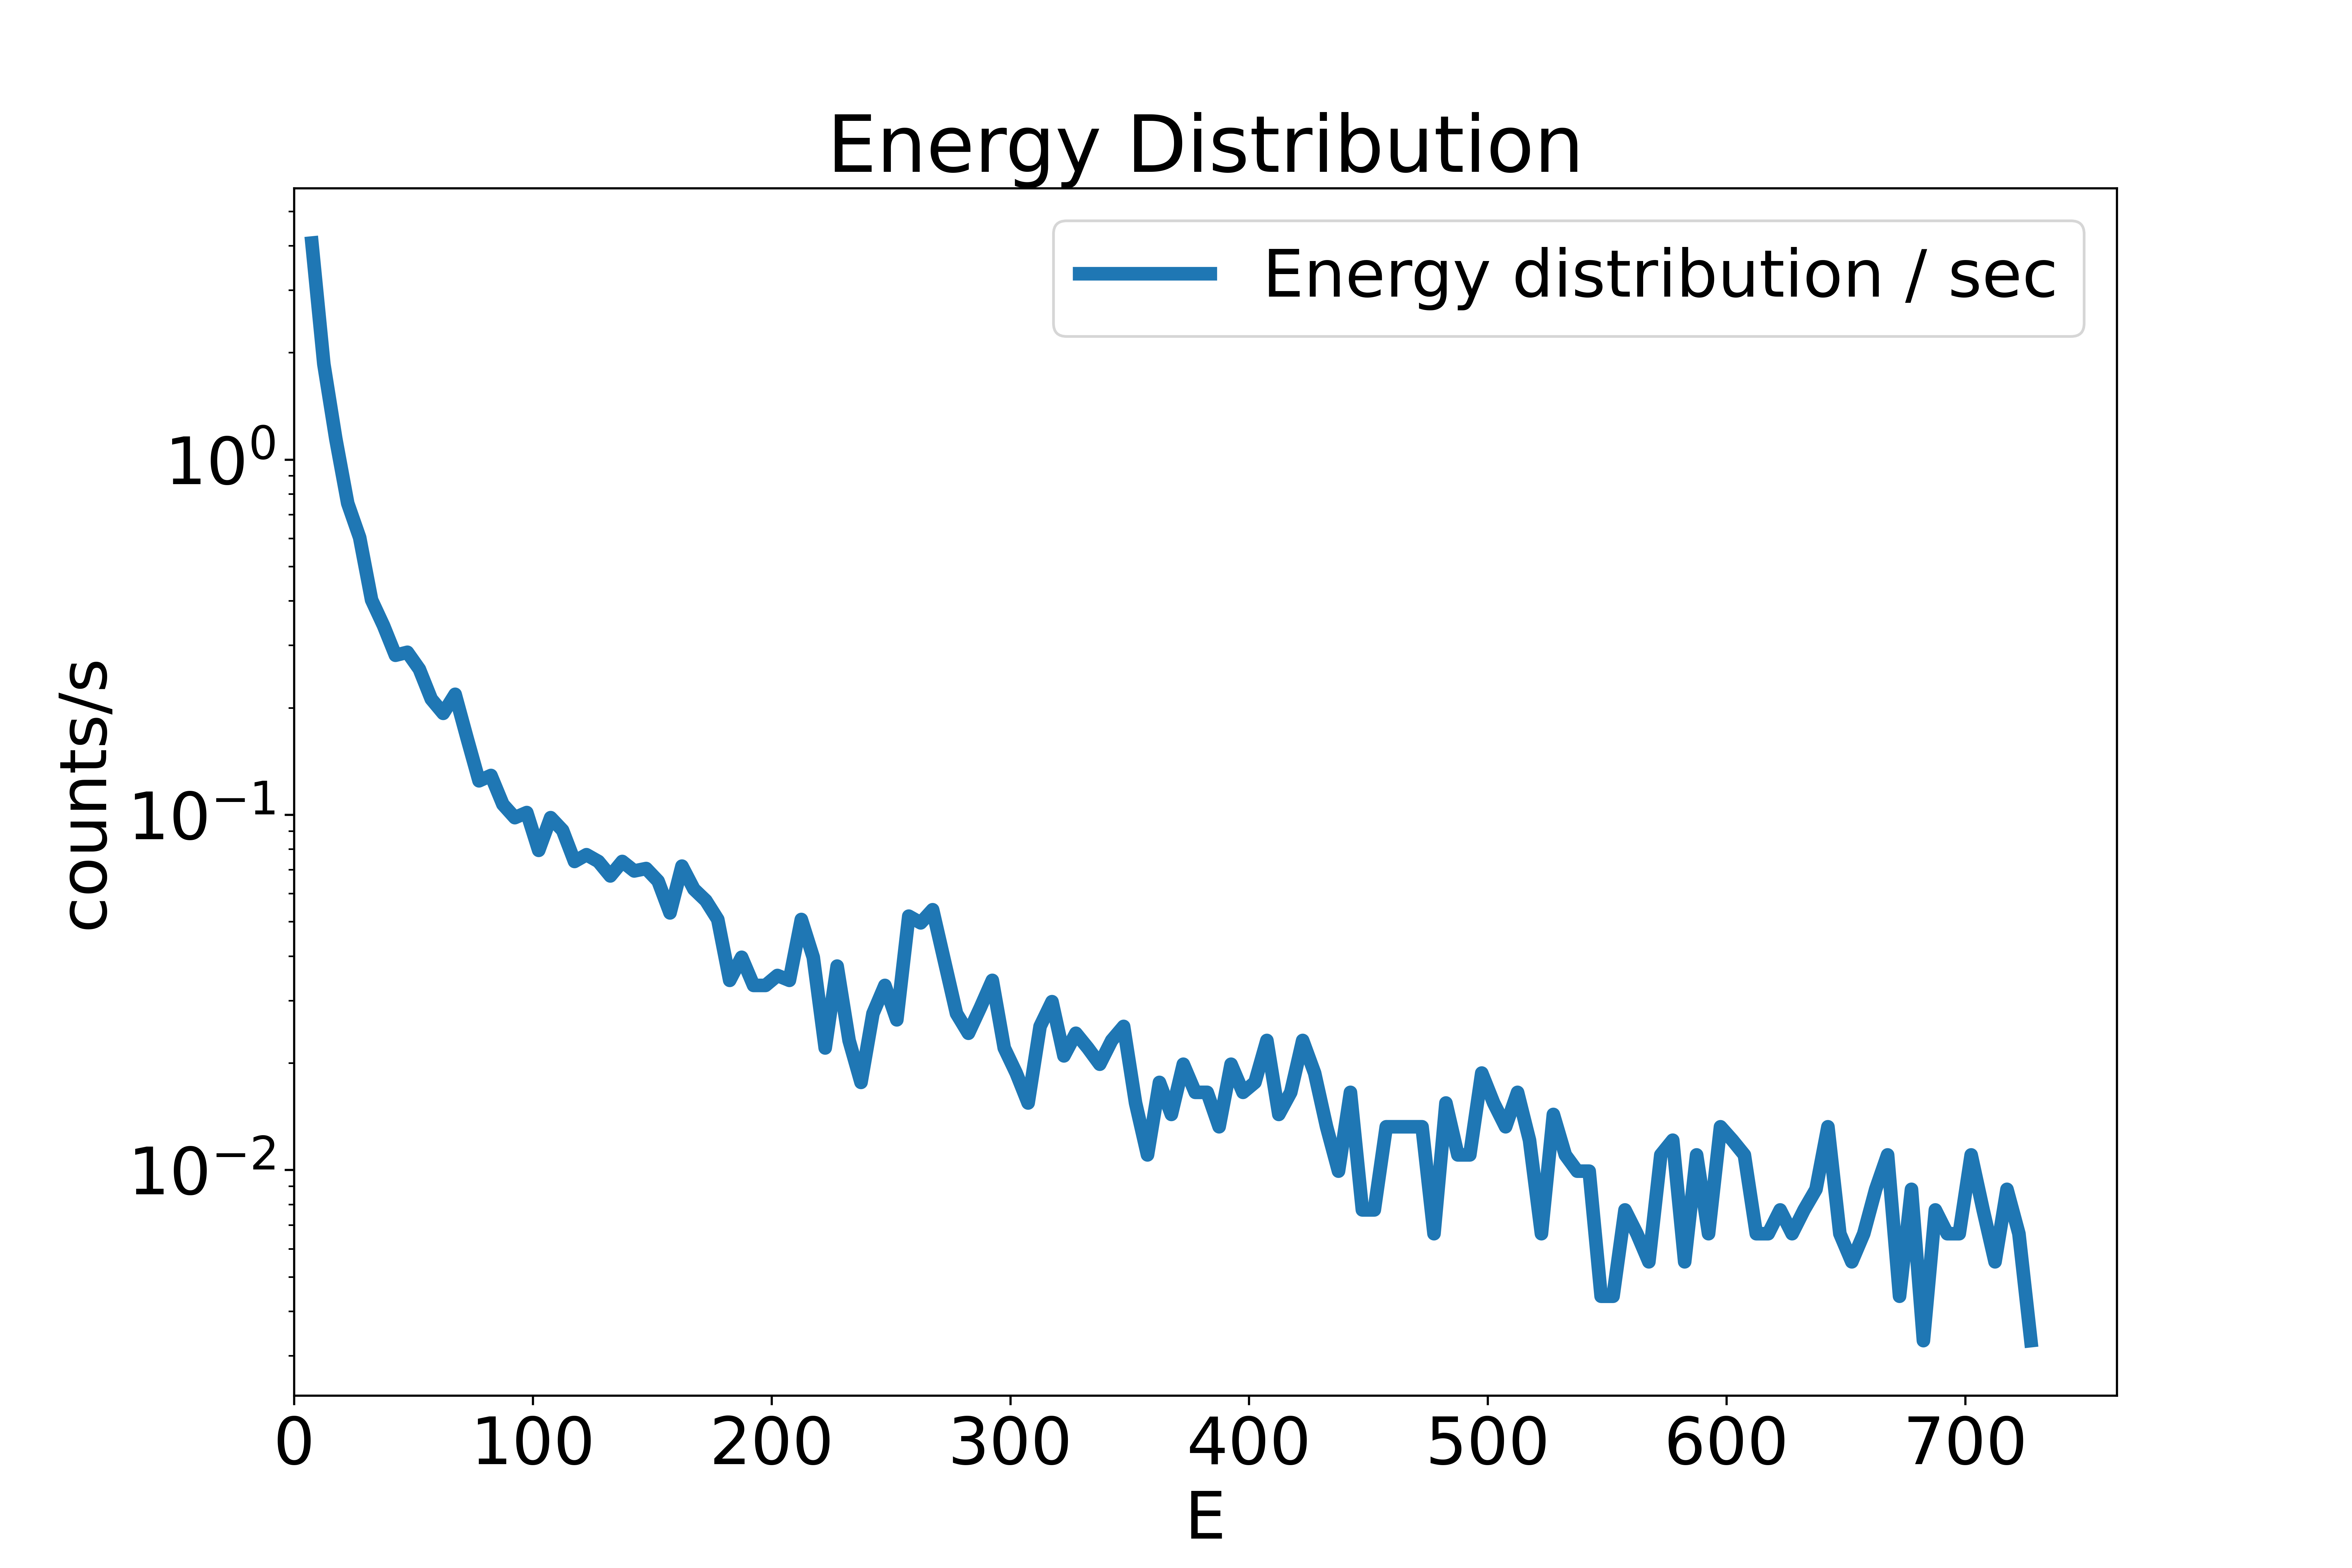 Energy Distribution
Energy distribution / sec
counts/s
10⁰
10⁻¹
10⁻²
0 100 200 300 400 500 600 700
E